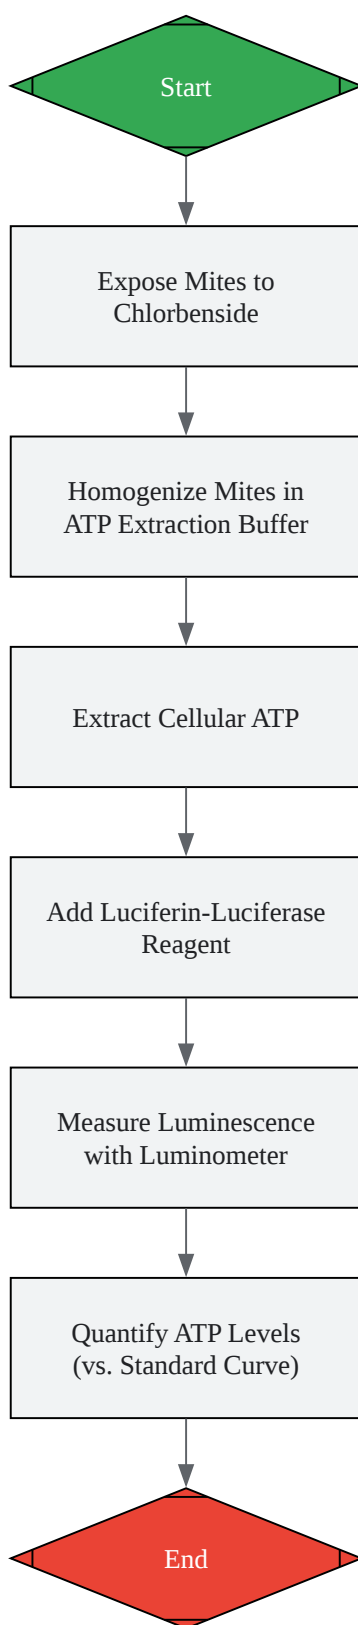 Start
Expose Mites to
Chlorbenside
Homogenize Mites in
ATP Extraction Buffer
Extract Cellular ATP
Add Luciferin-Luciferase
Reagent
Measure Luminescence
with Luminometer
Quantify ATP Levels
(vs. Standard Curve)
End